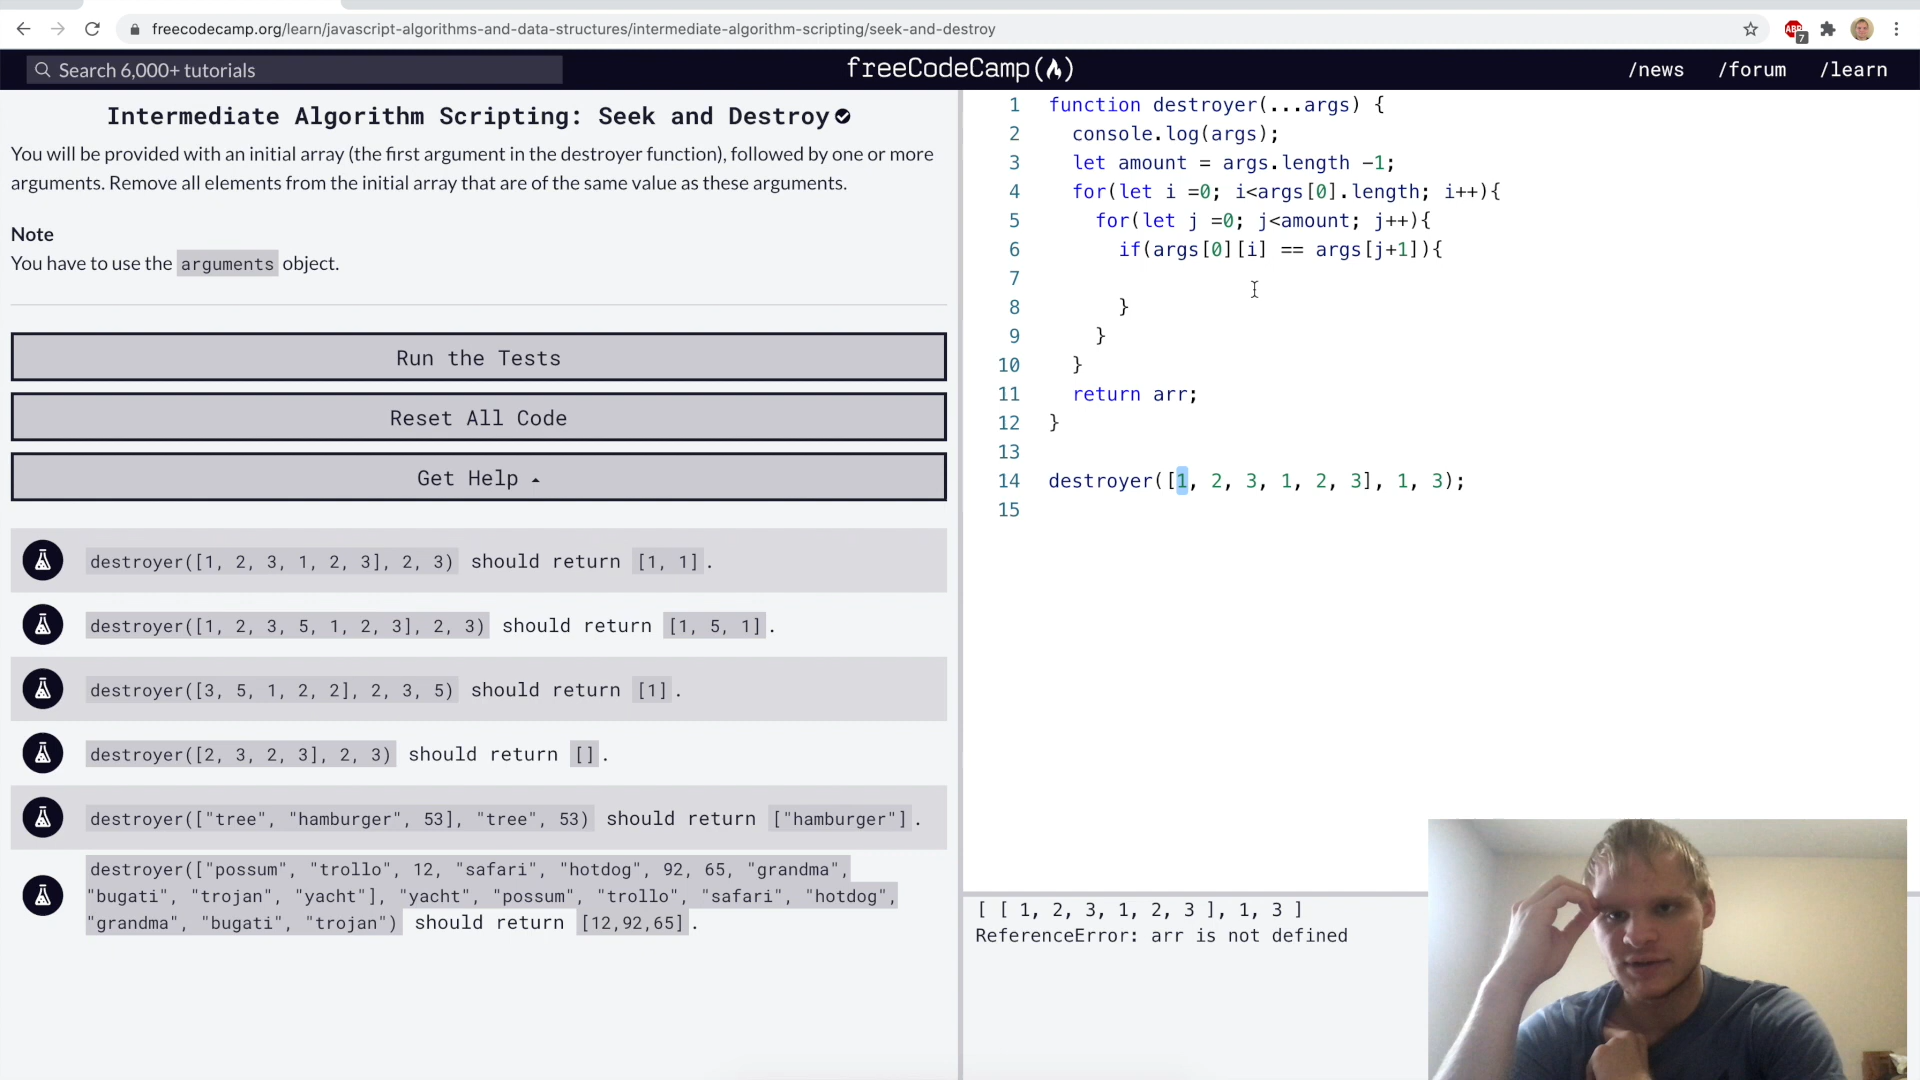 freecodecamp.org/learn/javascript-algorithms-and-data-structures/intermediate-algorithm-scripting/seek-and-destroy
ABP
7
Search 6,000+ tutorials
freeCodeCamp
/news
/forum
/learn
Intermediate Algorithm Scripting: Seek and Destroy
You will be provided with an initial array (the first argument in the destroyer function), followed by one or more
arguments. Remove all elements from the initial array that are of the same value as these arguments.
Note
You have to use the arguments object.
Run the Tests
Reset All Code
Get Help
destroyer([1, 2, 3, 1, 2, 3], 2, 3) should return [1, 1].
destroyer([1, 2, 3, 5, 1, 2, 3], 2, 3) should return [1, 5, 1].
destroyer([3, 5, 1, 2, 2], 2, 3, 5) should return [1].
destroyer([2, 3, 2, 3], 2, 3) should return [].
destroyer(["tree", "hamburger", 53], "tree", 53) should return ["hamburger"].
destroyer(["possum", "trollo", 12, "safari", "hotdog", 92, 65, "grandma",
"bugati", "trojan", "yacht"], "yacht", "possum", "trollo", "safari", "hotdog",
"grandma", "bugati", "trojan") should return [12,92,65].
1 function destroyer(...args) {
2 console.log(args);
3 let amount = args.length -1;
4 for(let i =0; i<args[0].length; i++){
5 for(let j =0; j<amount; j++){
6 if(args[0][i] == args[j+1]){
7
8 }
9 }
10 }
11 return arr;
12 }
13
14 destroyer([1, 2, 3, 1, 2, 3], 1, 3);
15
[ [ 1, 2, 3, 1, 2, 3 ], 1, 3 ]
ReferenceError: arr is not defined